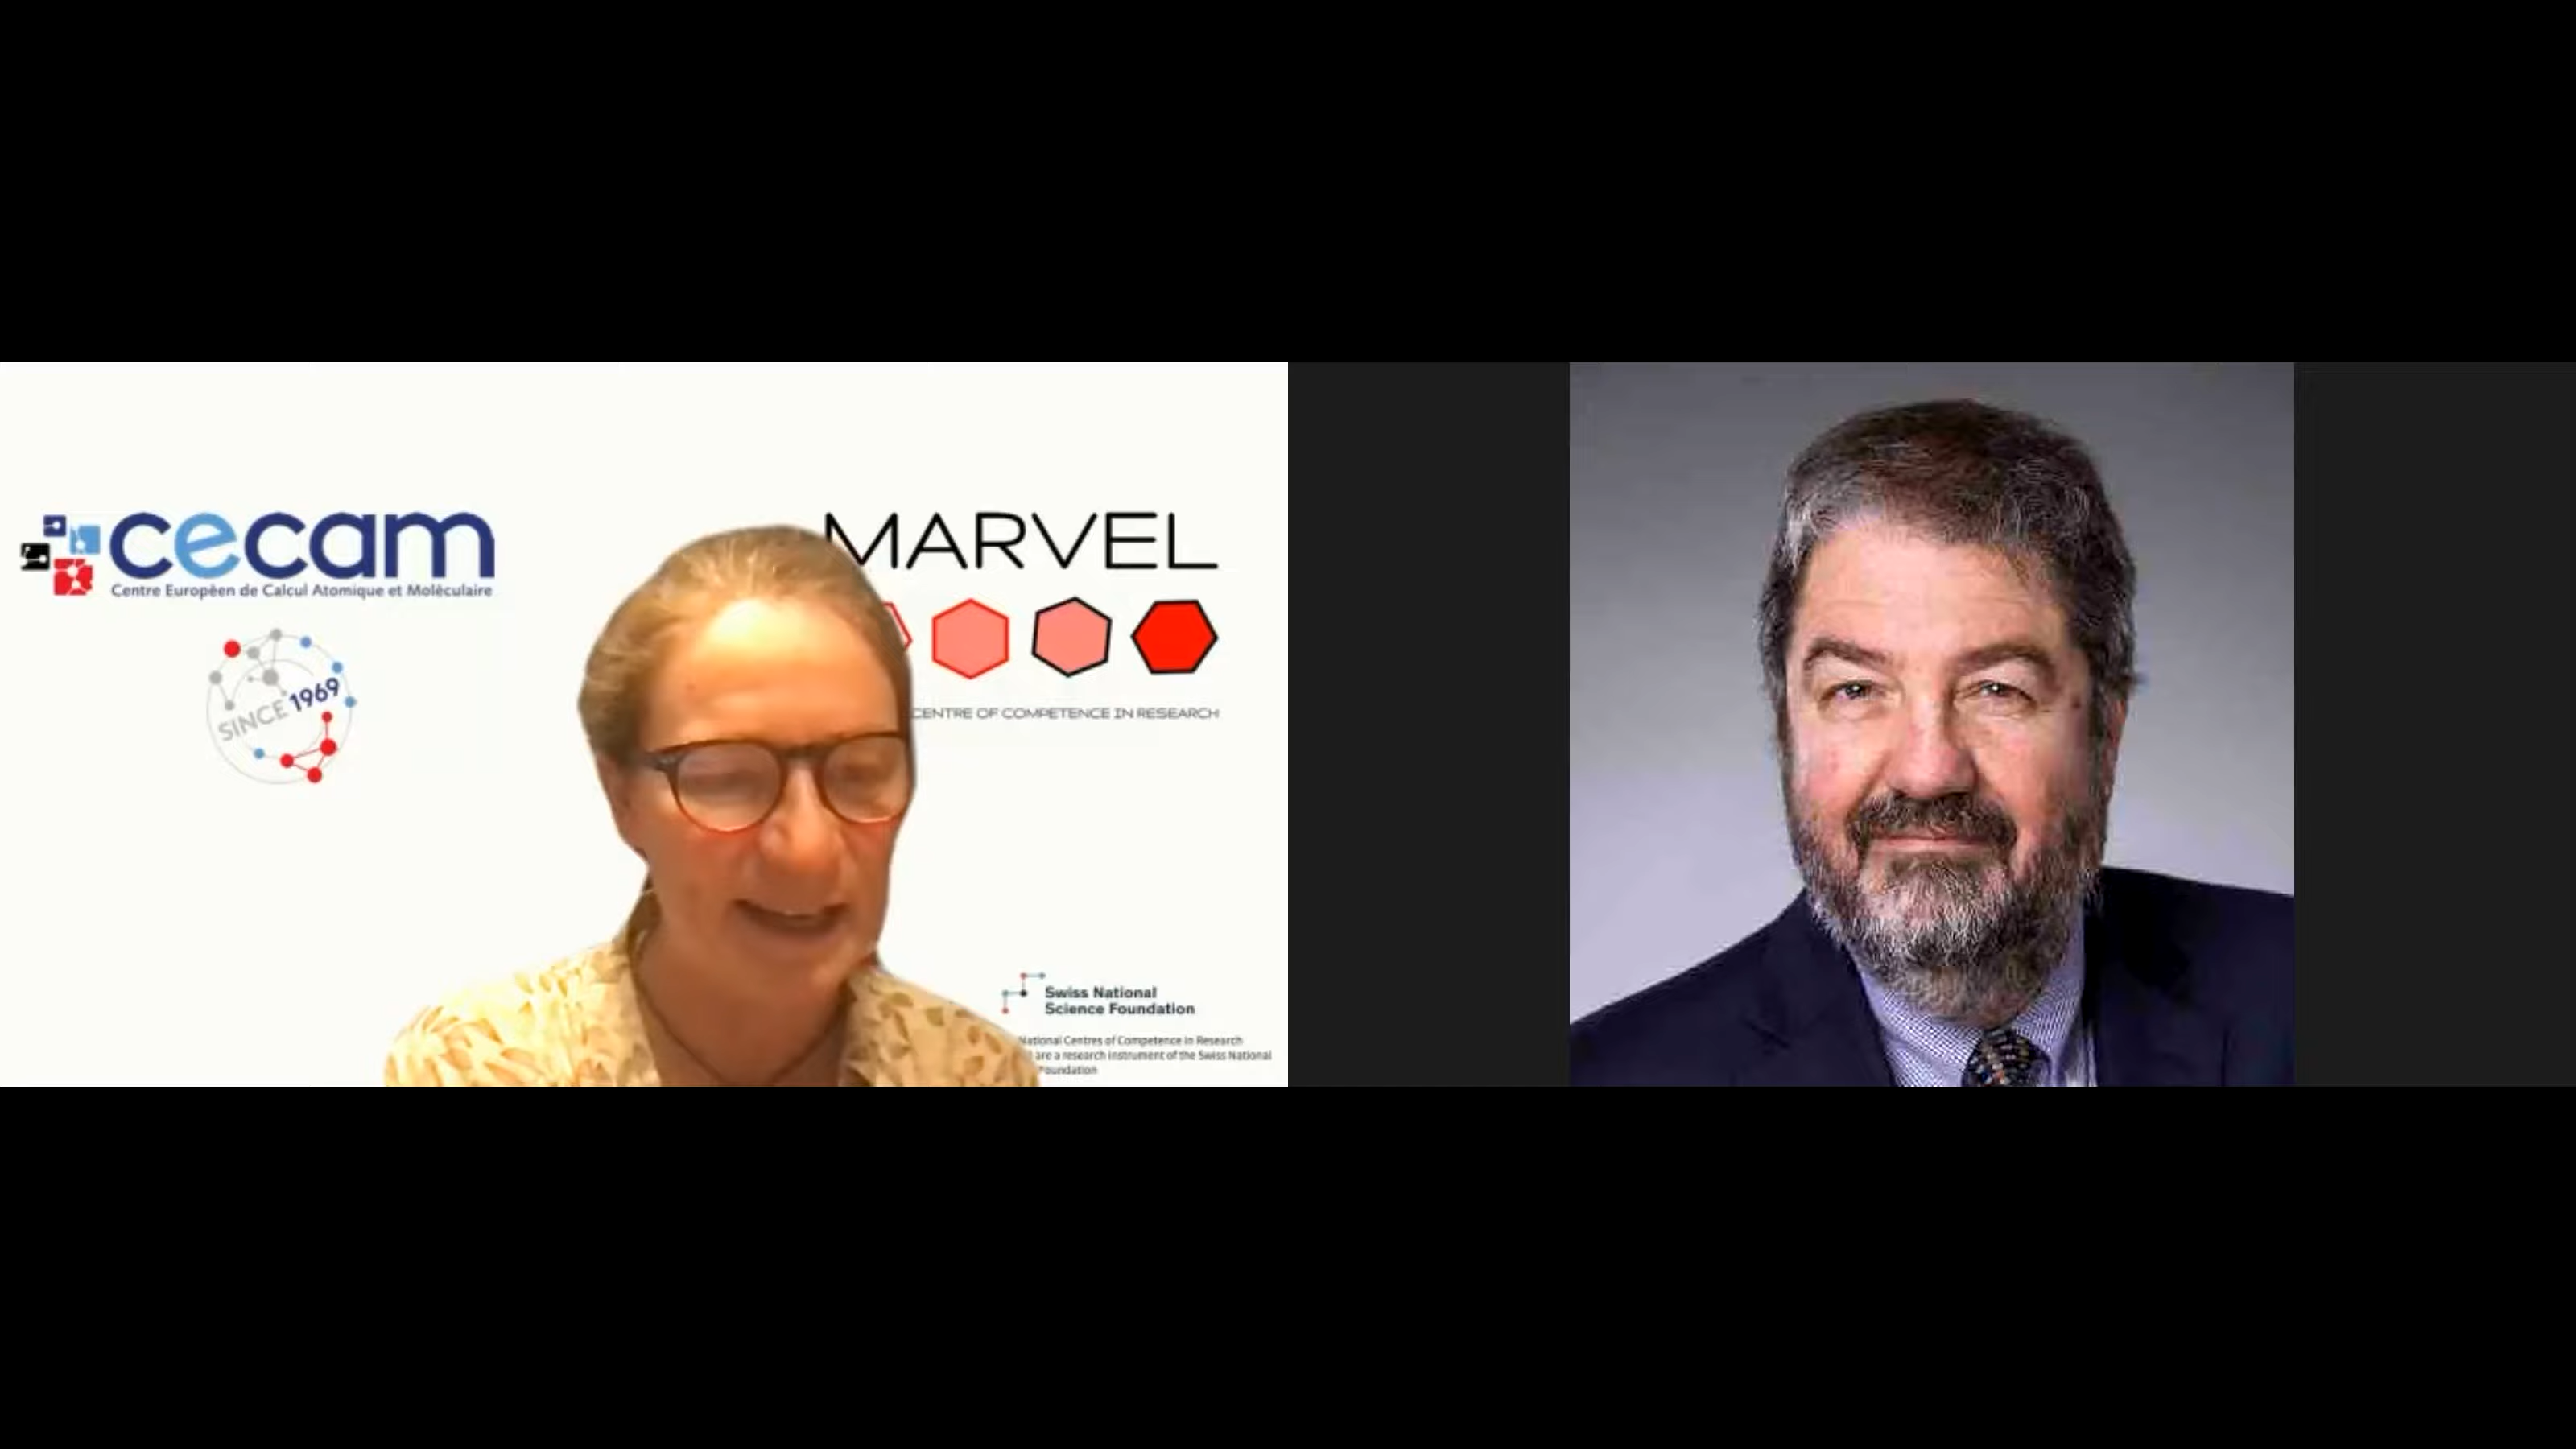 cecam
Centre Européen de Calcul Atomique et Moléculaire
SINCE 1969
MARVEL
CENTRE OF COMPETENCE IN RESEARCH
Swiss National
Science Foundation
National Centres of Competence in Research
are a research instrument of the Swiss National
Foundation